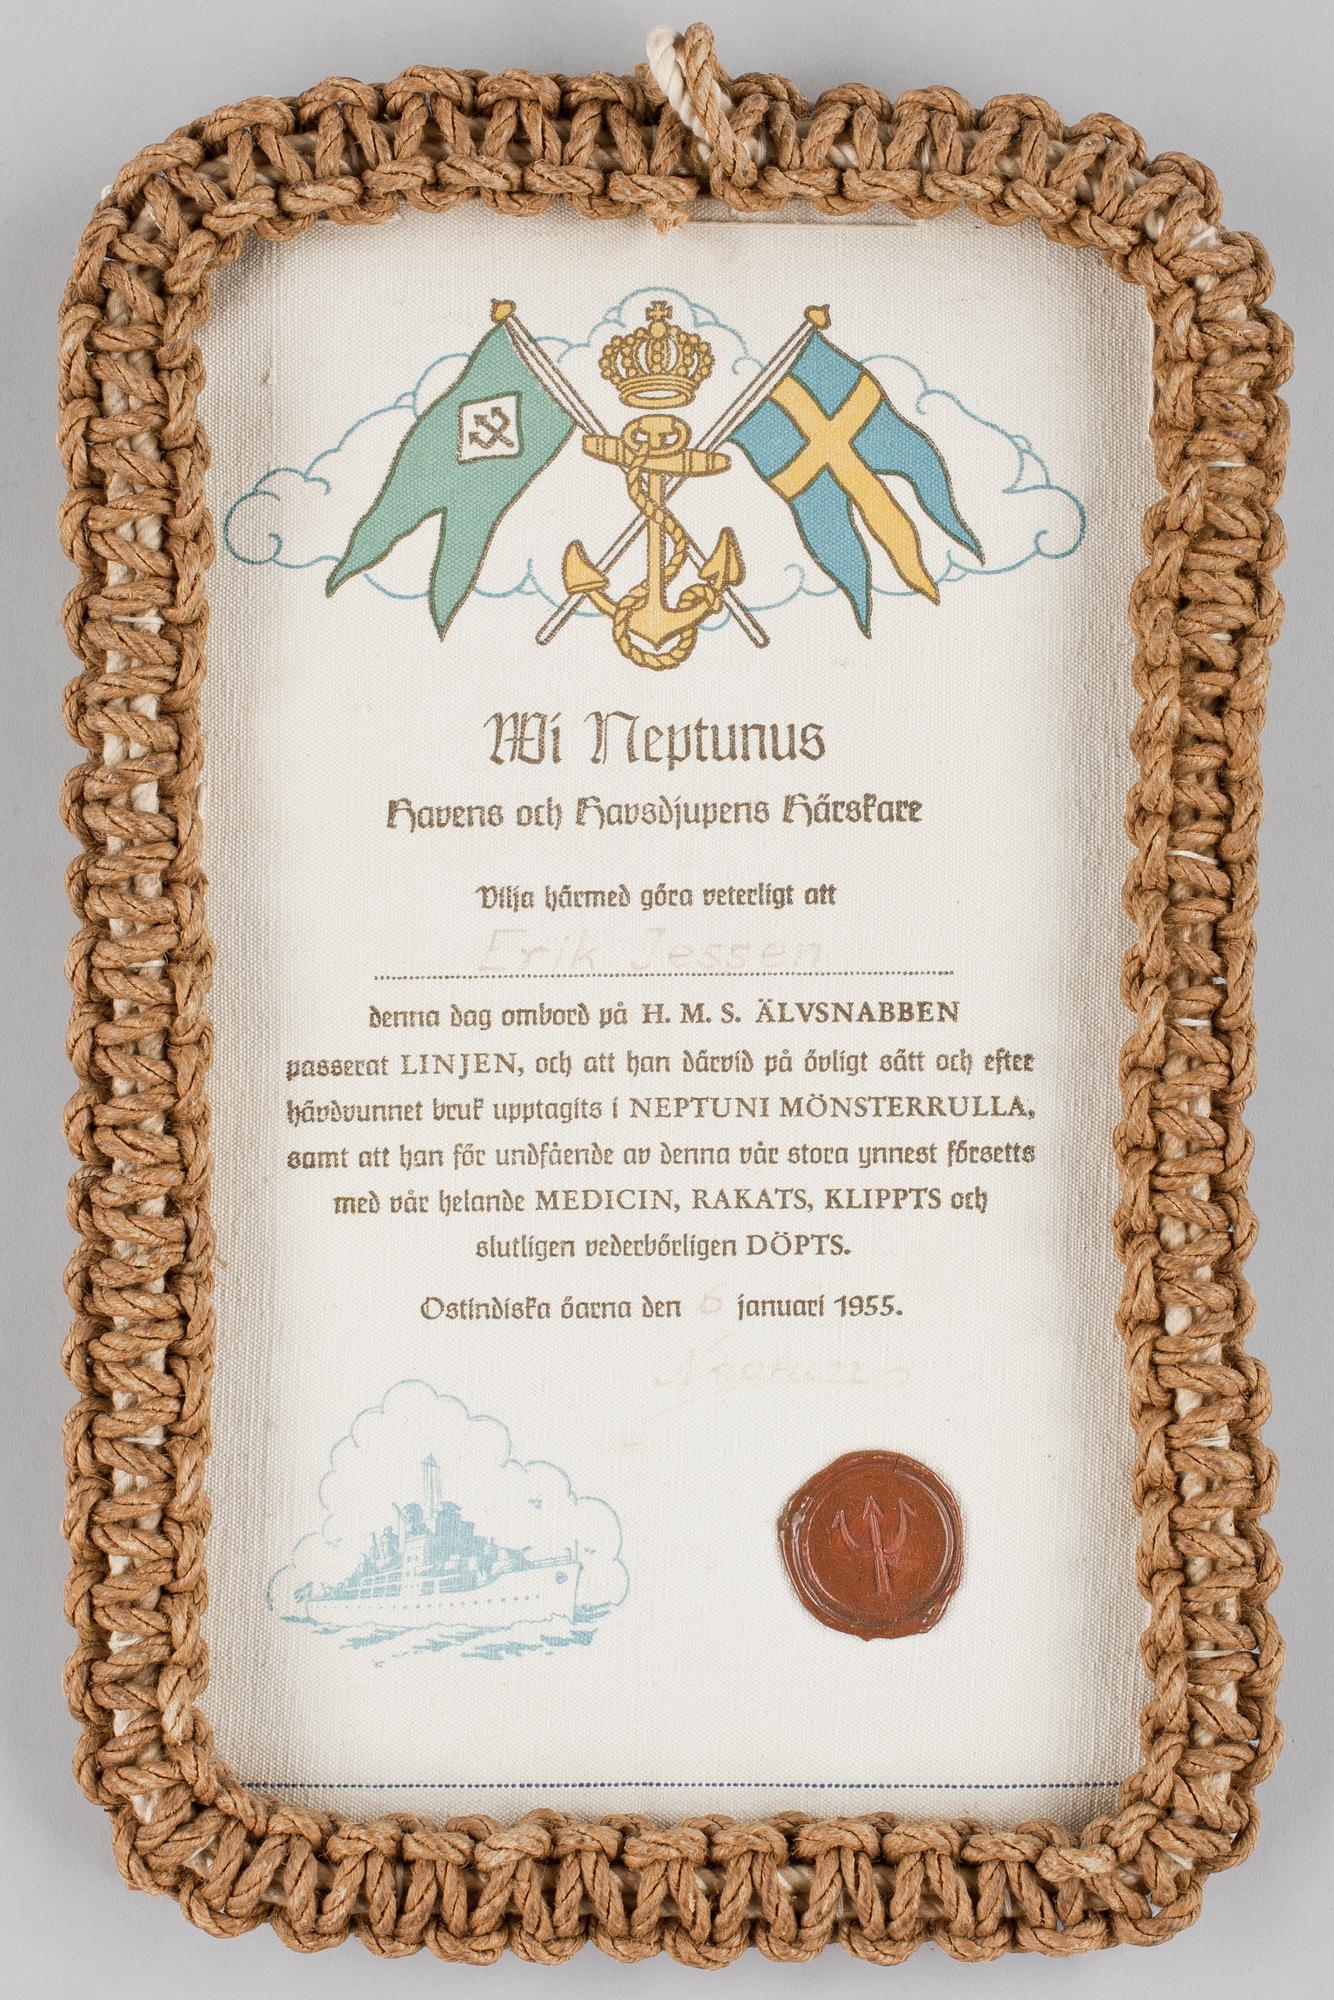 Wi Neptunus
Havens och Havsdjupens Härskare
Vilja härmed göra veterligt att
Erik Jessen
denna dag ombord på H. M. S. ÄLVSNABBEN
passerat LINJEN, och att han därvid på övligt sätt och efter
hävdvunnet bruk upptagits i NEPTUNI MÖNSTERRULLA,
samt att han för undfående av denna vår stora ynnest försetts
med vår helande MEDICIN, RAKATS, KLIPPTS och
slutligen vederbörligen DÖPTS.
Ostindiska öarna den 6 januari 1955.
Neptunus